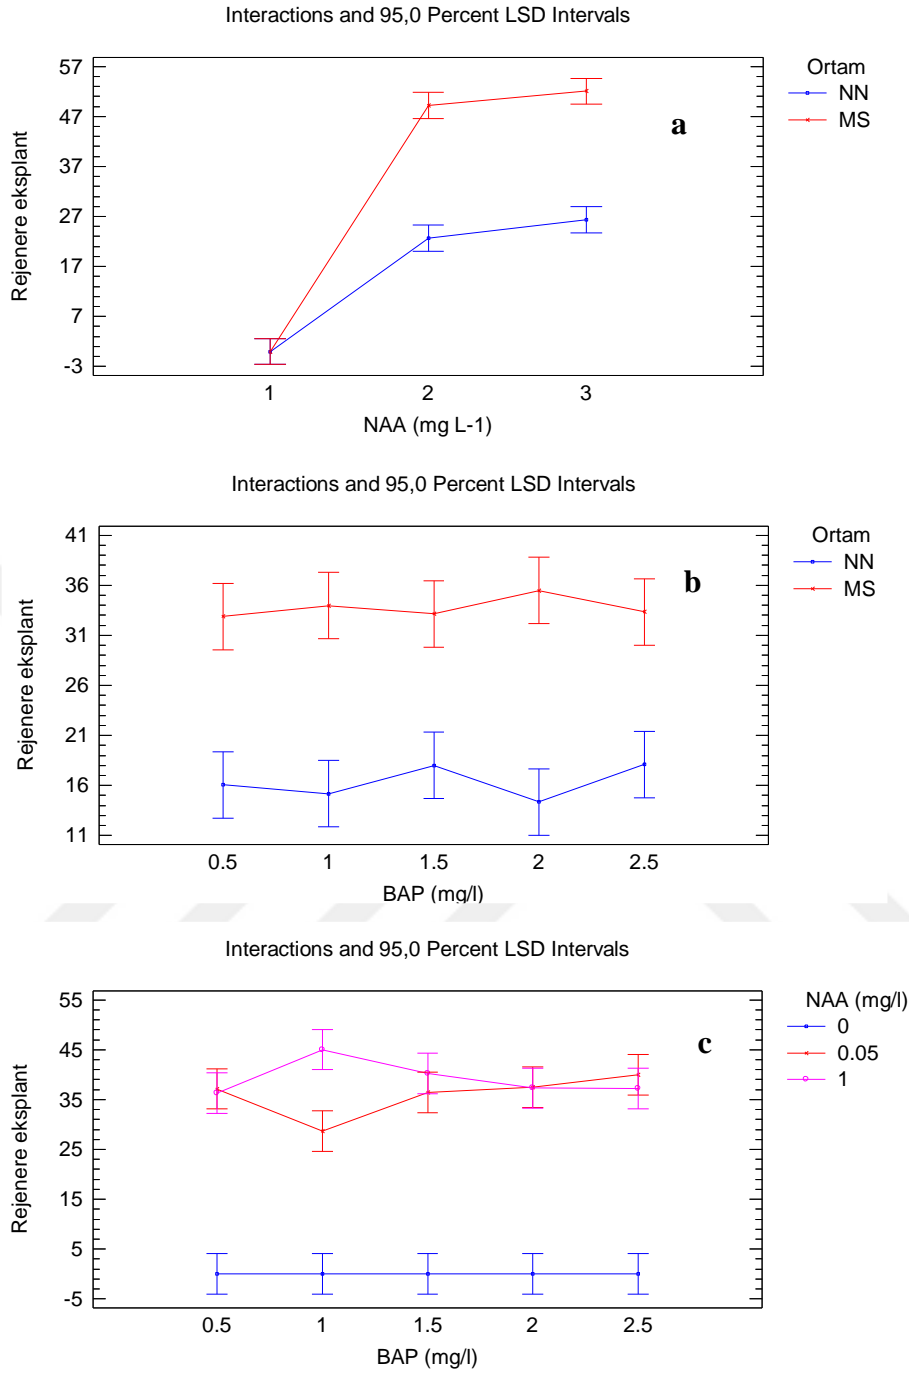 Interactions and 95,0 Percent LSD Intervals
Rejenere eksplant
57
47
37
27
17
7
-3
1 2 3
NAA (mg L-1)
Ortam
NN
MS
a
Interactions and 95,0 Percent LSD Intervals
Rejenere eksplant
41
36
31
26
21
16
11
0.5 1 1.5 2 2.5
BAP (mg/l)
Ortam
NN
MS
b
Interactions and 95,0 Percent LSD Intervals
Rejenere eksplant
55
45
35
25
15
5
-5
0.5 1 1.5 2 2.5
BAP (mg/l)
NAA (mg/l)
0
0.05
1
c